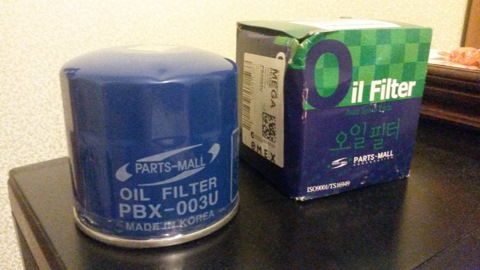 PARTS-MALL
OIL FILTER
PBX-003U
MADE IN KOREA
Oil Filter
오일 필터
PARTS-MALL
CORPORATION
ISO9001/TS16949
MEGA